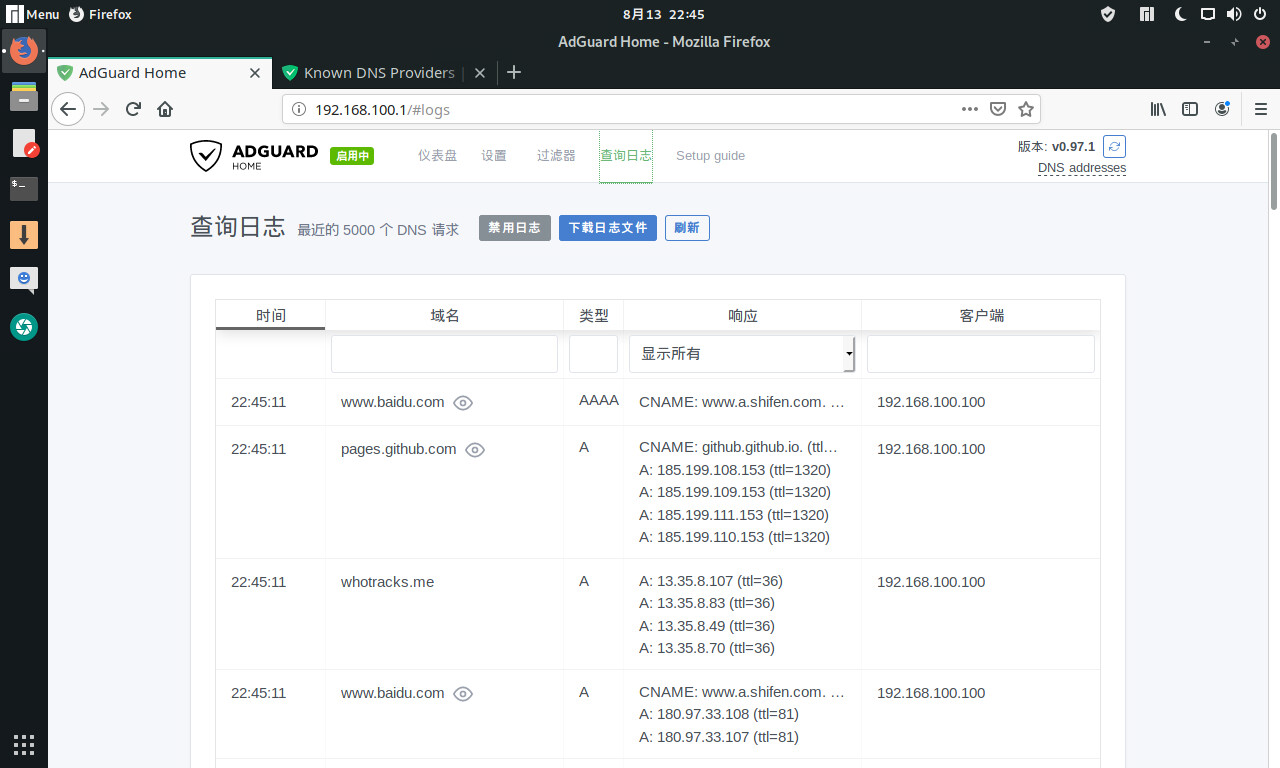 Menu Firefox 8月13 22:45
AdGuard Home - Mozilla Firefox
AdGuard Home Known DNS Providers |
192.168.100.1/#logs
ADGUARD HOME 启用中 仪表盘 设置 过滤器 查询日志 Setup guide 版本: v0.97.1
DNS addresses
查询日志 最近的 5000 个 DNS 请求 禁用日志 下载日志文件 刷新
时间 域名 类型 响应 客户端
显示所有
22:45:11 www.baidu.com AAAA CNAME: www.a.shifen.com. … 192.168.100.100
22:45:11 pages.github.com A CNAME: github.github.io. (ttl… 192.168.100.100
A: 185.199.108.153 (ttl=1320)
A: 185.199.109.153 (ttl=1320)
A: 185.199.111.153 (ttl=1320)
A: 185.199.110.153 (ttl=1320)
22:45:11 whotracks.me A A: 13.35.8.107 (ttl=36) 192.168.100.100
A: 13.35.8.83 (ttl=36)
A: 13.35.8.49 (ttl=36)
A: 13.35.8.70 (ttl=36)
22:45:11 www.baidu.com A CNAME: www.a.shifen.com. … 192.168.100.100
A: 180.97.33.108 (ttl=81)
A: 180.97.33.107 (ttl=81)